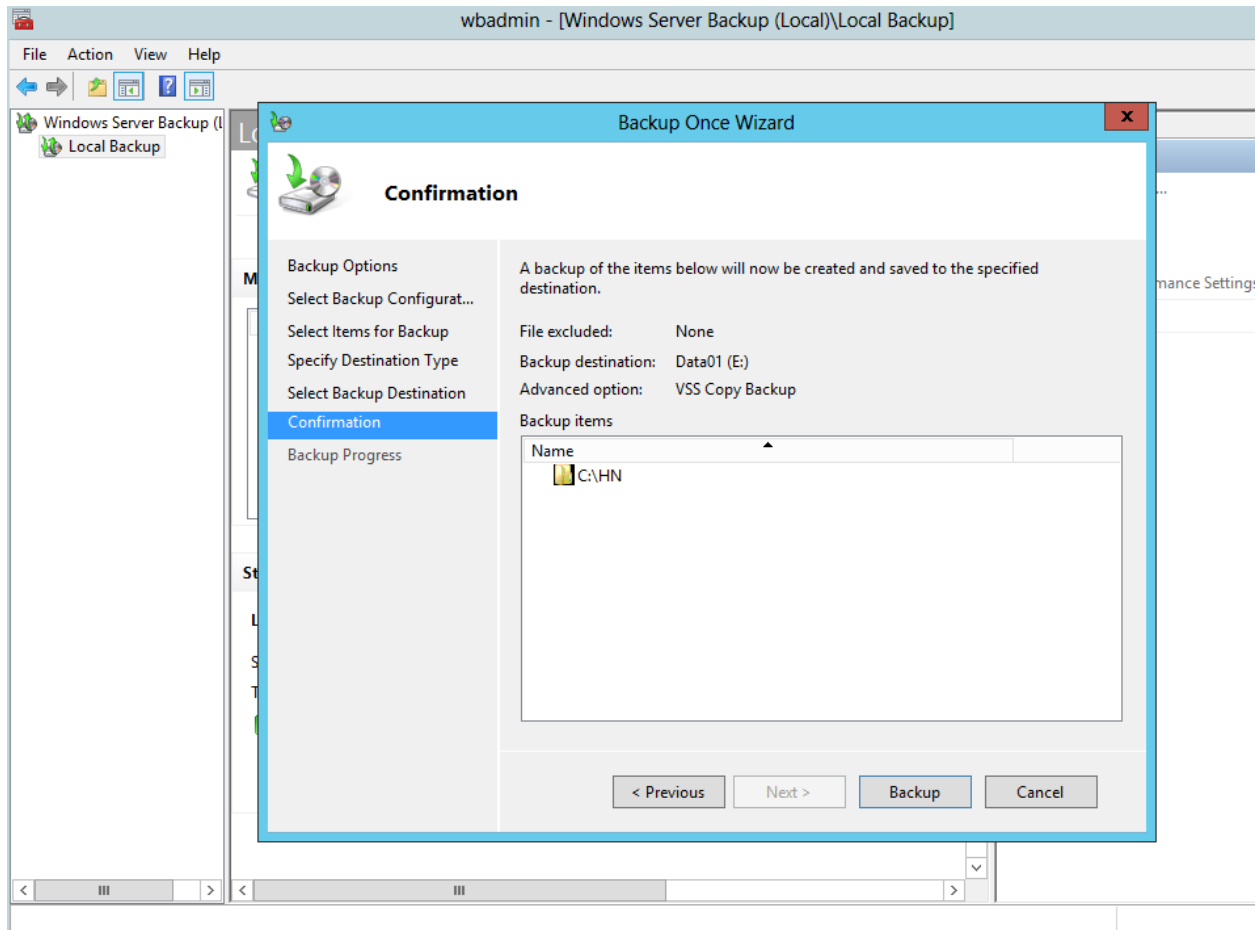 wbadmin - [Windows Server Backup (Local)\Local Backup]
File Action View Help
Windows Server Backup (L
Local Backup
Lo
M
St
L
S
T
...
mance Settings
Backup Once Wizard
x
Confirmation
Backup Options
Select Backup Configurat...
Select Items for Backup
Specify Destination Type
Select Backup Destination
Confirmation
Backup Progress
A backup of the items below will now be created and saved to the specified
destination.
File excluded: None
Backup destination: Data01 (E:)
Advanced option: VSS Copy Backup
Backup items
Name
C:\HN
< Previous Next > Backup Cancel